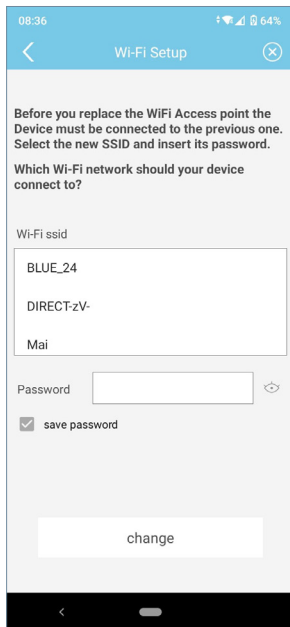 08:36
64%
Wi-Fi Setup
Before you replace the WiFi Access point the
Device must be connected to the previous one.
Select the new SSID and insert its password.
Which Wi-Fi network should your device
connect to?
Wi-Fi ssid
BLUE_24
DIRECT-zV-
Mai
Password
save password
change